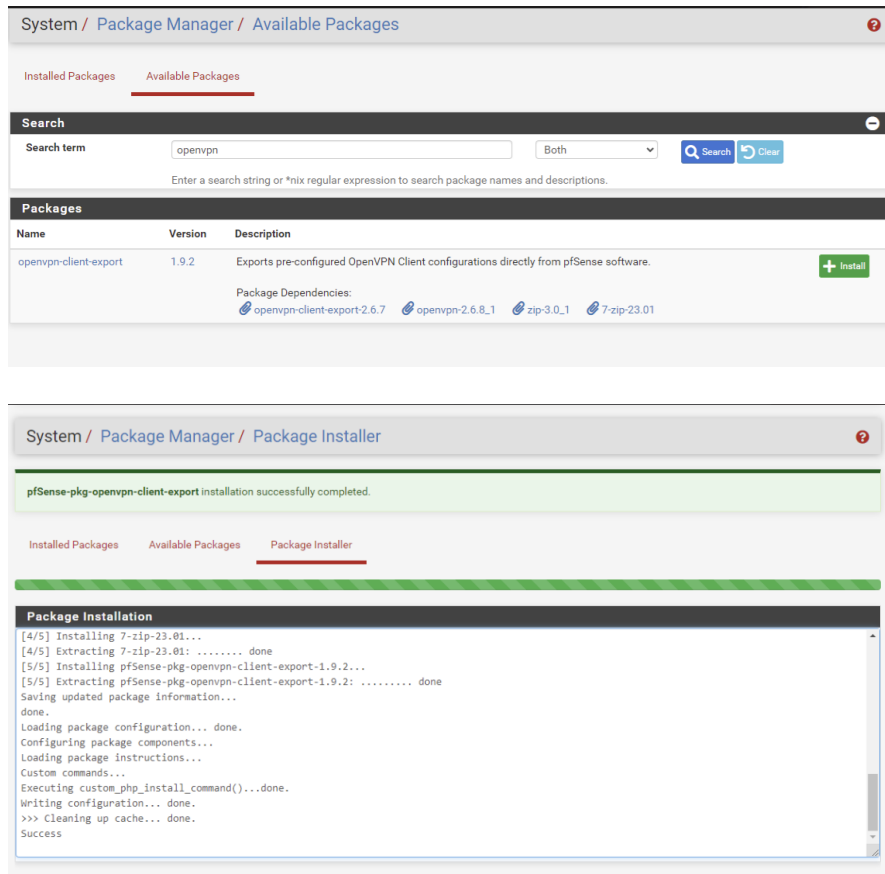 System / Package Manager / Available Packages
Installed Packages Available Packages
Search
Search term openvpn Both Search Clear
Enter a search string or *nix regular expression to search package names and descriptions.
Packages
Name Version Description
openvpn-client-export 1.9.2 Exports pre-configured OpenVPN Client configurations directly from pfSense software. Install
Package Dependencies:
openvpn-client-export-2.6.7 openvpn-2.6.8_1 zip-3.0_1 7-zip-23.01
System / Package Manager / Package Installer
pfSense-pkg-openvpn-client-export installation successfully completed.
Installed Packages Available Packages Package Installer
Package Installation
[4/5] Installing 7-zip-23.01...
[4/5] Extracting 7-zip-23.01: ........ done
[5/5] Installing pfSense-pkg-openvpn-client-export-1.9.2...
[5/5] Extracting pfSense-pkg-openvpn-client-export-1.9.2: ......... done
Saving updated package information...
done.
Loading package configuration... done.
Configuring package components...
Loading package instructions...
Custom commands...
Executing custom_php_install_command()...done.
Writing configuration... done.
>>> Cleaning up cache... done.
Success